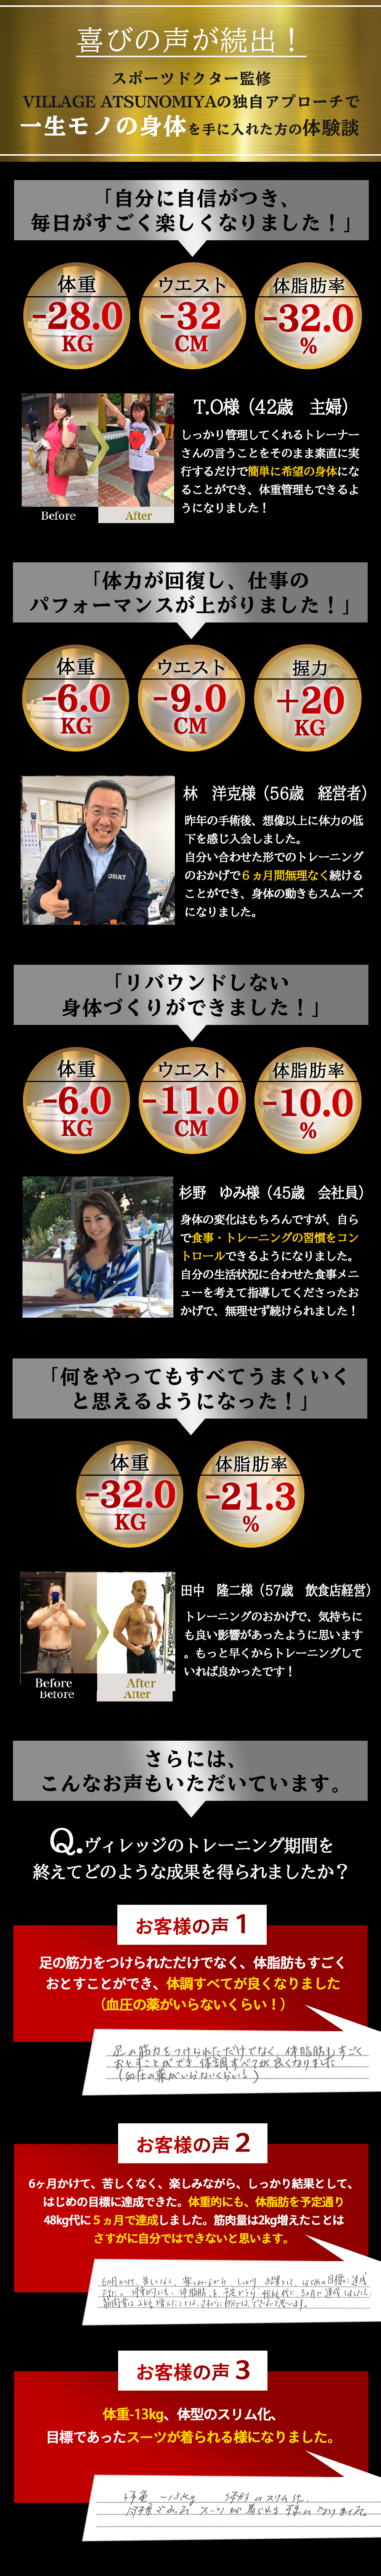 喜びの声が続出！
スポーツドクター監修
VILLAGE ATSUNOMIYAの独自アプローチで
一生モノの身体を手に入れた方の体験談
「自分に自信がつき、
毎日がすごく楽しくなりました！」
体重 ウエスト 体脂肪率
-28.0 -32 -32.0
KG CM %
T.O様（42歳　主婦）
しっかり管理してくれるトレーナー
さんの言うことをそのまま素直に実
行するだけで簡単に希望の身体にな
ることができ、体重管理もできるよ
うになりました！
Before After
「体力が回復し、仕事の
パフォーマンスが上がりました！」
体重 ウエスト 握力
-6.0 -9.0 +20
KG CM KG
林　洋克様（56歳　経営者）
昨年の手術後、想像以上に体力の低
下を感じ入会しました。
自分い合わせた形でのトレーニング
のおかげで６ヵ月間無理なく続ける
ことができ、身体の動きもスムーズ
になりました。
DMAT
「リバウンドしない
身体づくりができました！」
体重 ウエスト 体脂肪率
-6.0 -11.0 -10.0
KG CM %
杉野　ゆみ様（45歳　会社員）
身体の変化はもちろんですが、自ら
で食事・トレーニングの習慣をコン
トロールできるようになりました。
自分の生活状況に合わせた食事メニ
ューを考えて指導してくださったお
かげで、無理せず続けられました！
「何をやってもすべてうまくいく
と思えるようになった！」
体重 体脂肪率
-32.0 -21.3
KG %
田中　隆二様（57歳　飲食店経営）
トレーニングのおかげで、気持ちに
も良い影響があったように思います
。もっと早くからトレーニングして
いれば良かったです！
Before After
Before After
さらには、
こんなお声もいただいています。
Q.ヴィレッジのトレーニング期間を
終えてどのような成果を得られましたか？
お客様の声 1
足の筋力をつけられただけでなく、体脂肪もすごく
おとすことができ、体調すべてが良くなりました
（血圧の薬がいらないくらい！）
足の筋力をつけられただけでなく、体脂肪もすごく
おとすことができ、体調すべてが良くなりました
（血圧の薬がいらないくらい！）
お客様の声 2
6ヶ月かけて、苦しくなく、楽しみながら、しっかり結果として、
はじめの目標に達成できた。体重的にも、体脂肪を予定通り
48kg代に５ヵ月で達成しました。筋肉量は2kg増えたことは
さすがに自分ではできないと思います。
お客様の声 3
体重-13kg、体型のスリム化、
目標であったスーツが着られる様になりました。
体重 -13kg。 体形のスリム化、
目標であったスーツが着られる様になりました。